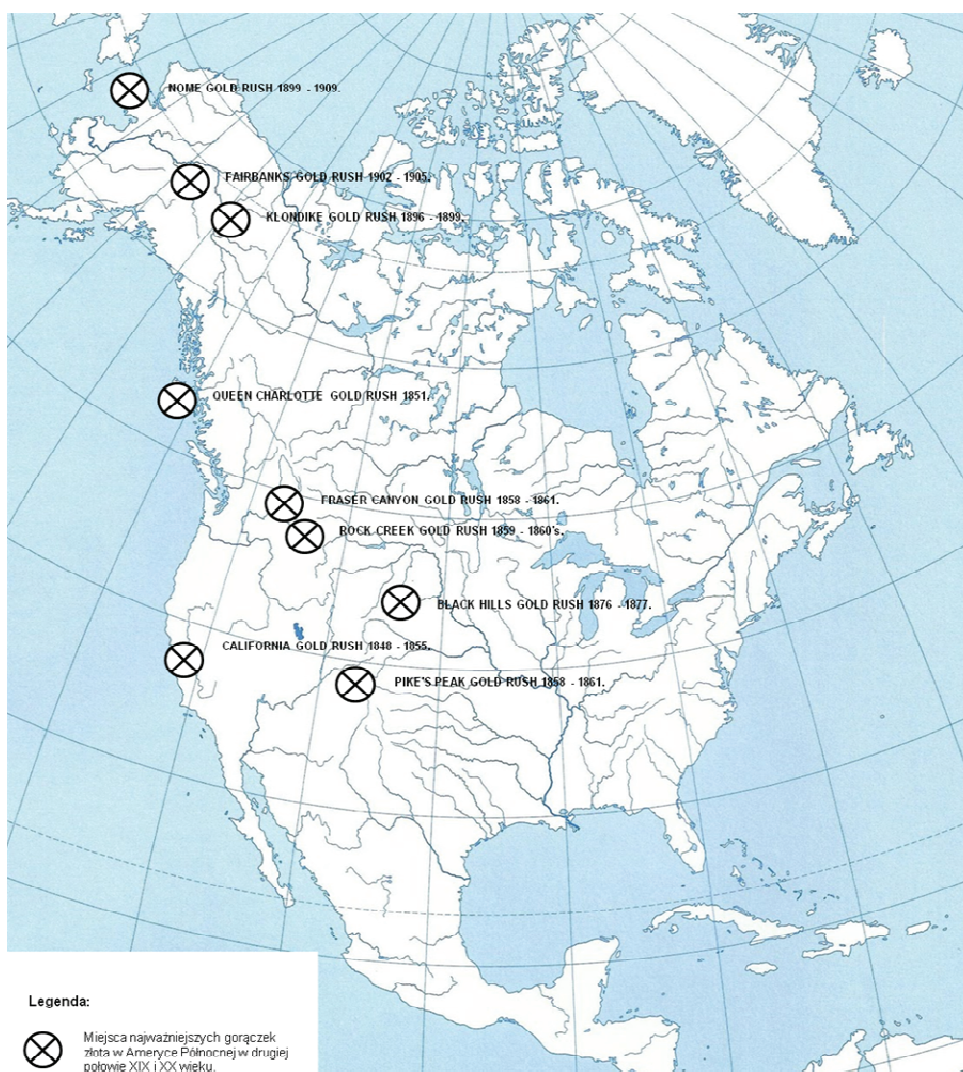 NOME GOLD RUSH 1899 - 1909.
FAIRBANKS GOLD RUSH 1902 - 1905.
KLONDIKE GOLD RUSH 1896 - 1899.
QUEEN CHARLOTTE GOLD RUSH 1851.
FRASER CANYON GOLD RUSH 1858 - 1861.
ROCK CREEK GOLD RUSH 1859 - 1860's.
BLACK HILLS GOLD RUSH 1876 - 1877.
CALIFORNIA GOLD RUSH 1848 - 1855.
PIKE'S PEAK GOLD RUSH 1858 - 1861.
Legenda:
Miejsca najważniejszych gorączek
złota w Ameryce Północnej w drugiej
połowie XIX i XX wieku.